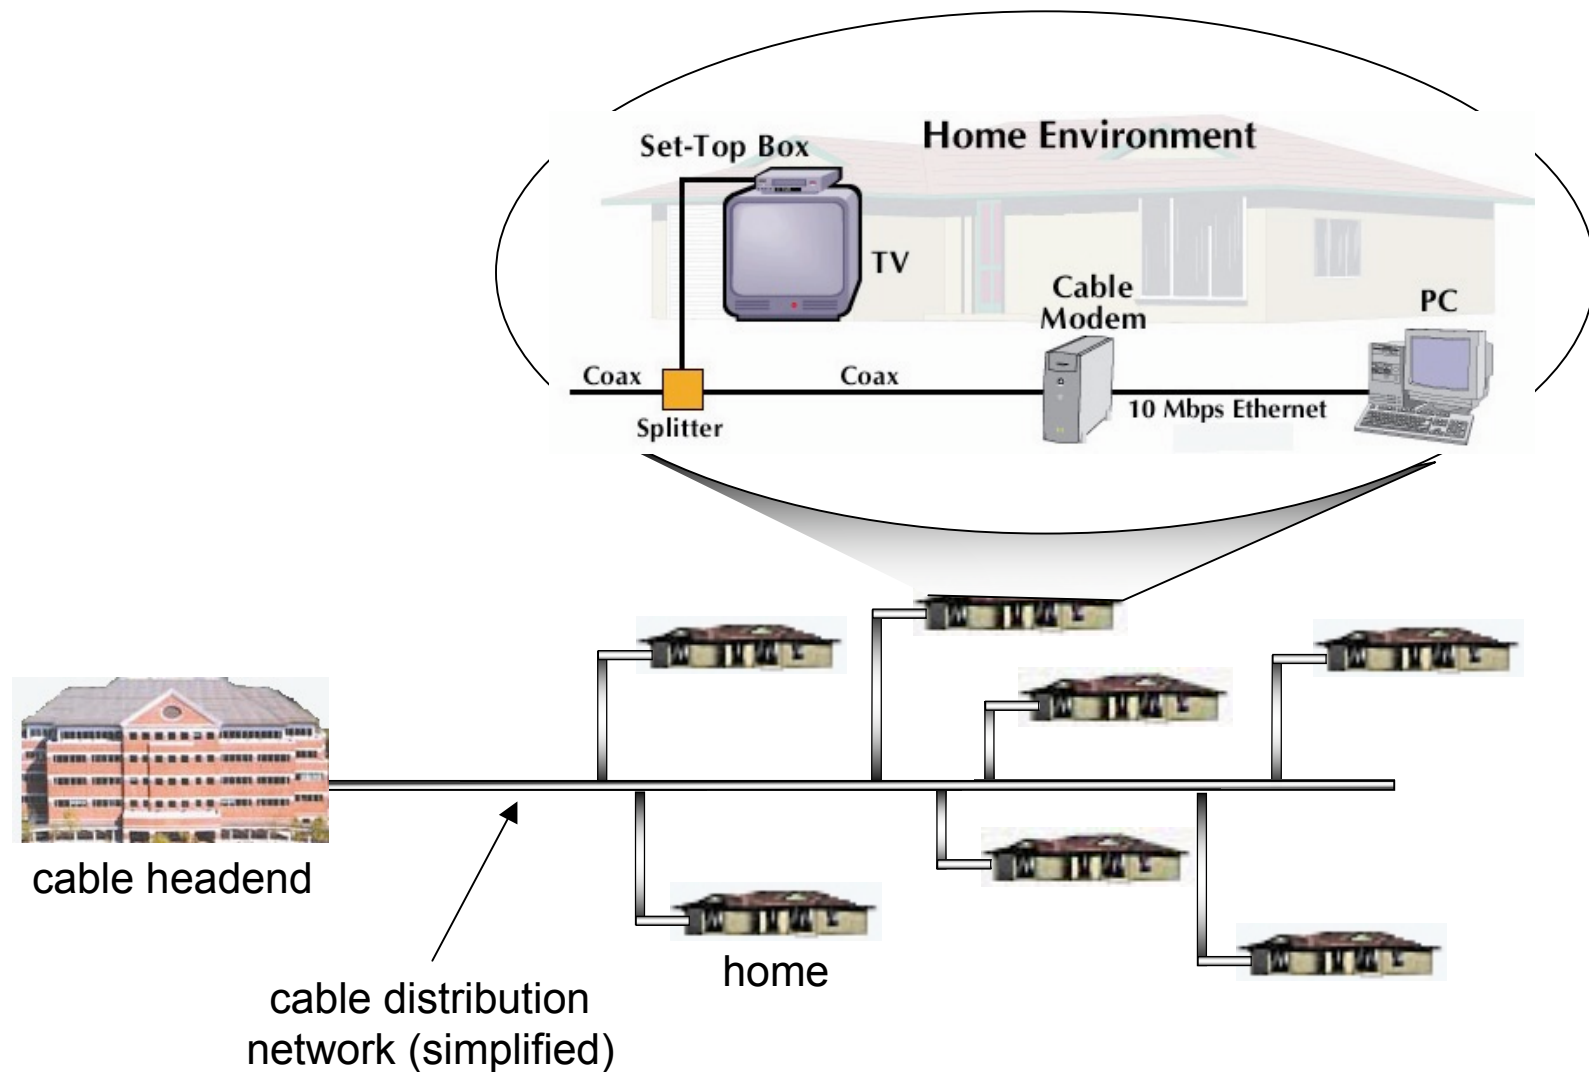 Home Environment
Set-Top Box
TV
Cable
Modem
PC
Coax
Coax
10 Mbps Ethernet
Splitter
cable headend
home
cable distribution
network (simplified)